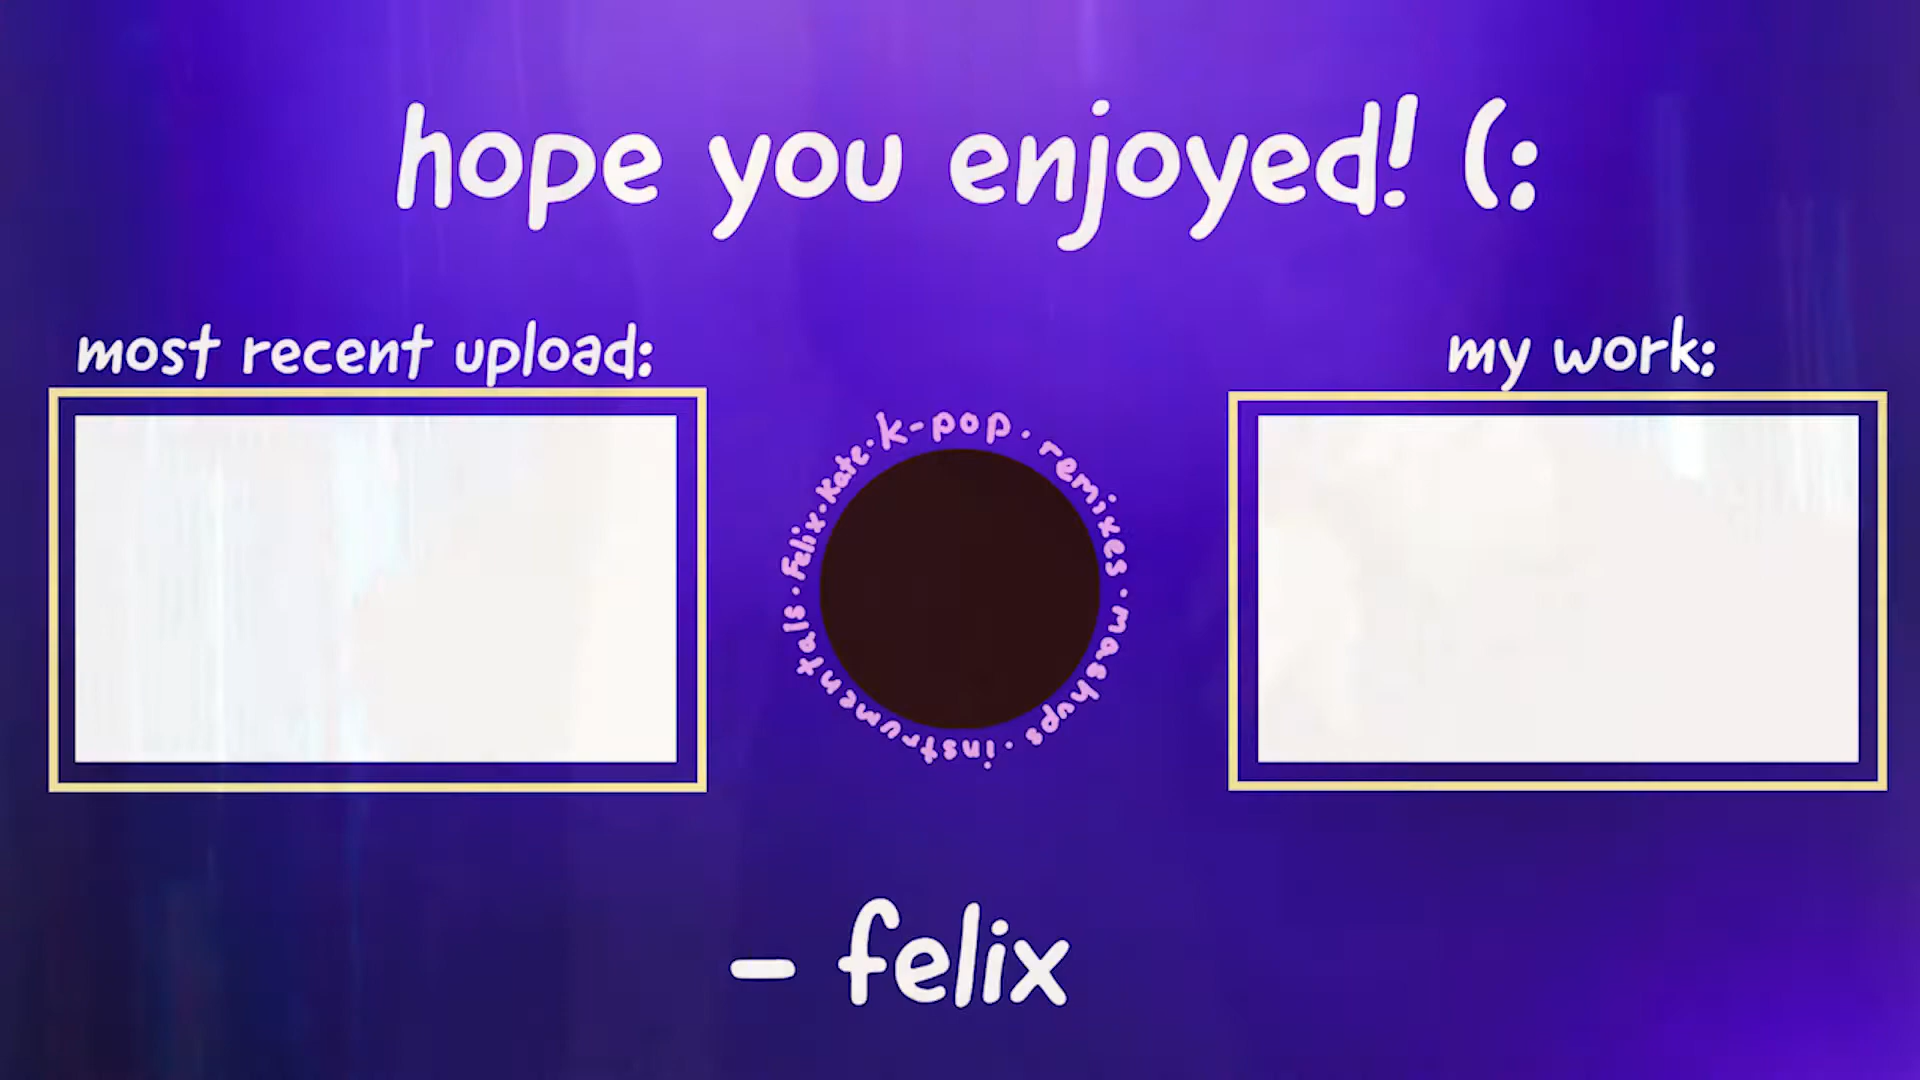 hope you enjoyed! (:
most recent upload:
my work:
k-pop · remixes · mashups · instrumentals · Felix · Kate ·
- felix